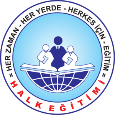 HER ZAMAN - HER YERDE - HERKES İÇİN - EĞİTİM
HALK EĞİTİMİ